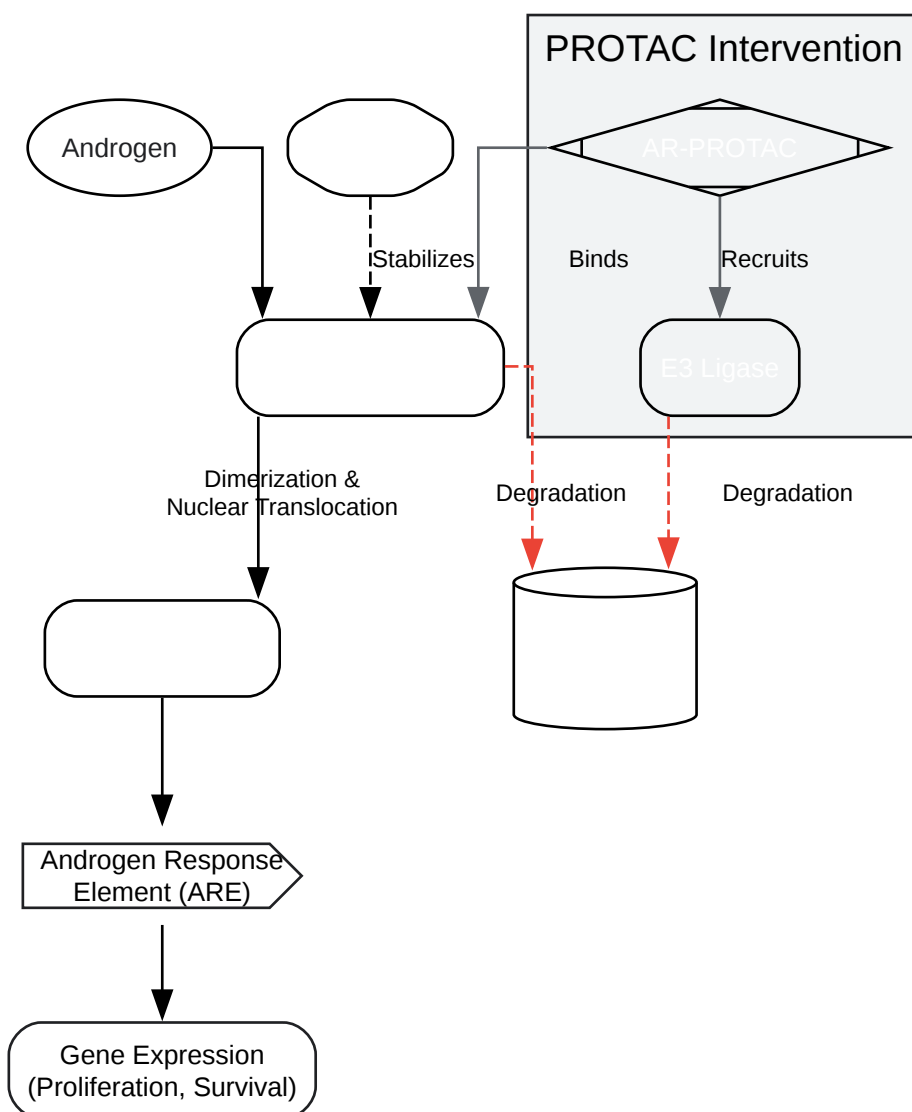 PROTAC Intervention
Androgen
AR-PROTAC
Stabilizes
Binds
Recruits
E3 Ligase
Dimerization &
Nuclear Translocation
Degradation
Degradation
Androgen Response
Element (ARE)
Gene Expression
(Proliferation, Survival)